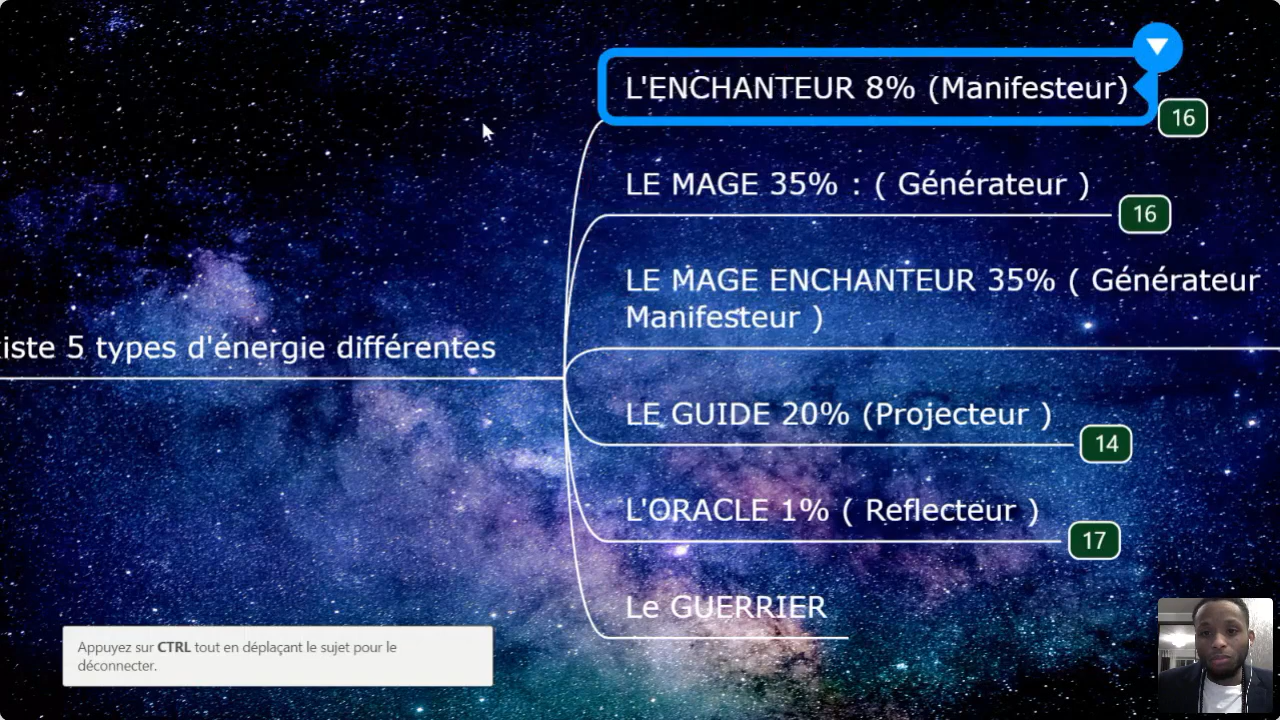 L'ENCHANTEUR 8% (Manifesteur)
16
LE MAGE 35% : ( Générateur )
16
LE MAGE ENCHANTEUR 35% ( Générateur
Manifesteur )
iste 5 types d'énergie différentes
LE GUIDE 20% (Projecteur )
14
L'ORACLE 1% ( Reflecteur )
17
Le GUERRIER
Appuyez sur CTRL tout en déplaçant le sujet pour le
déconnecter.